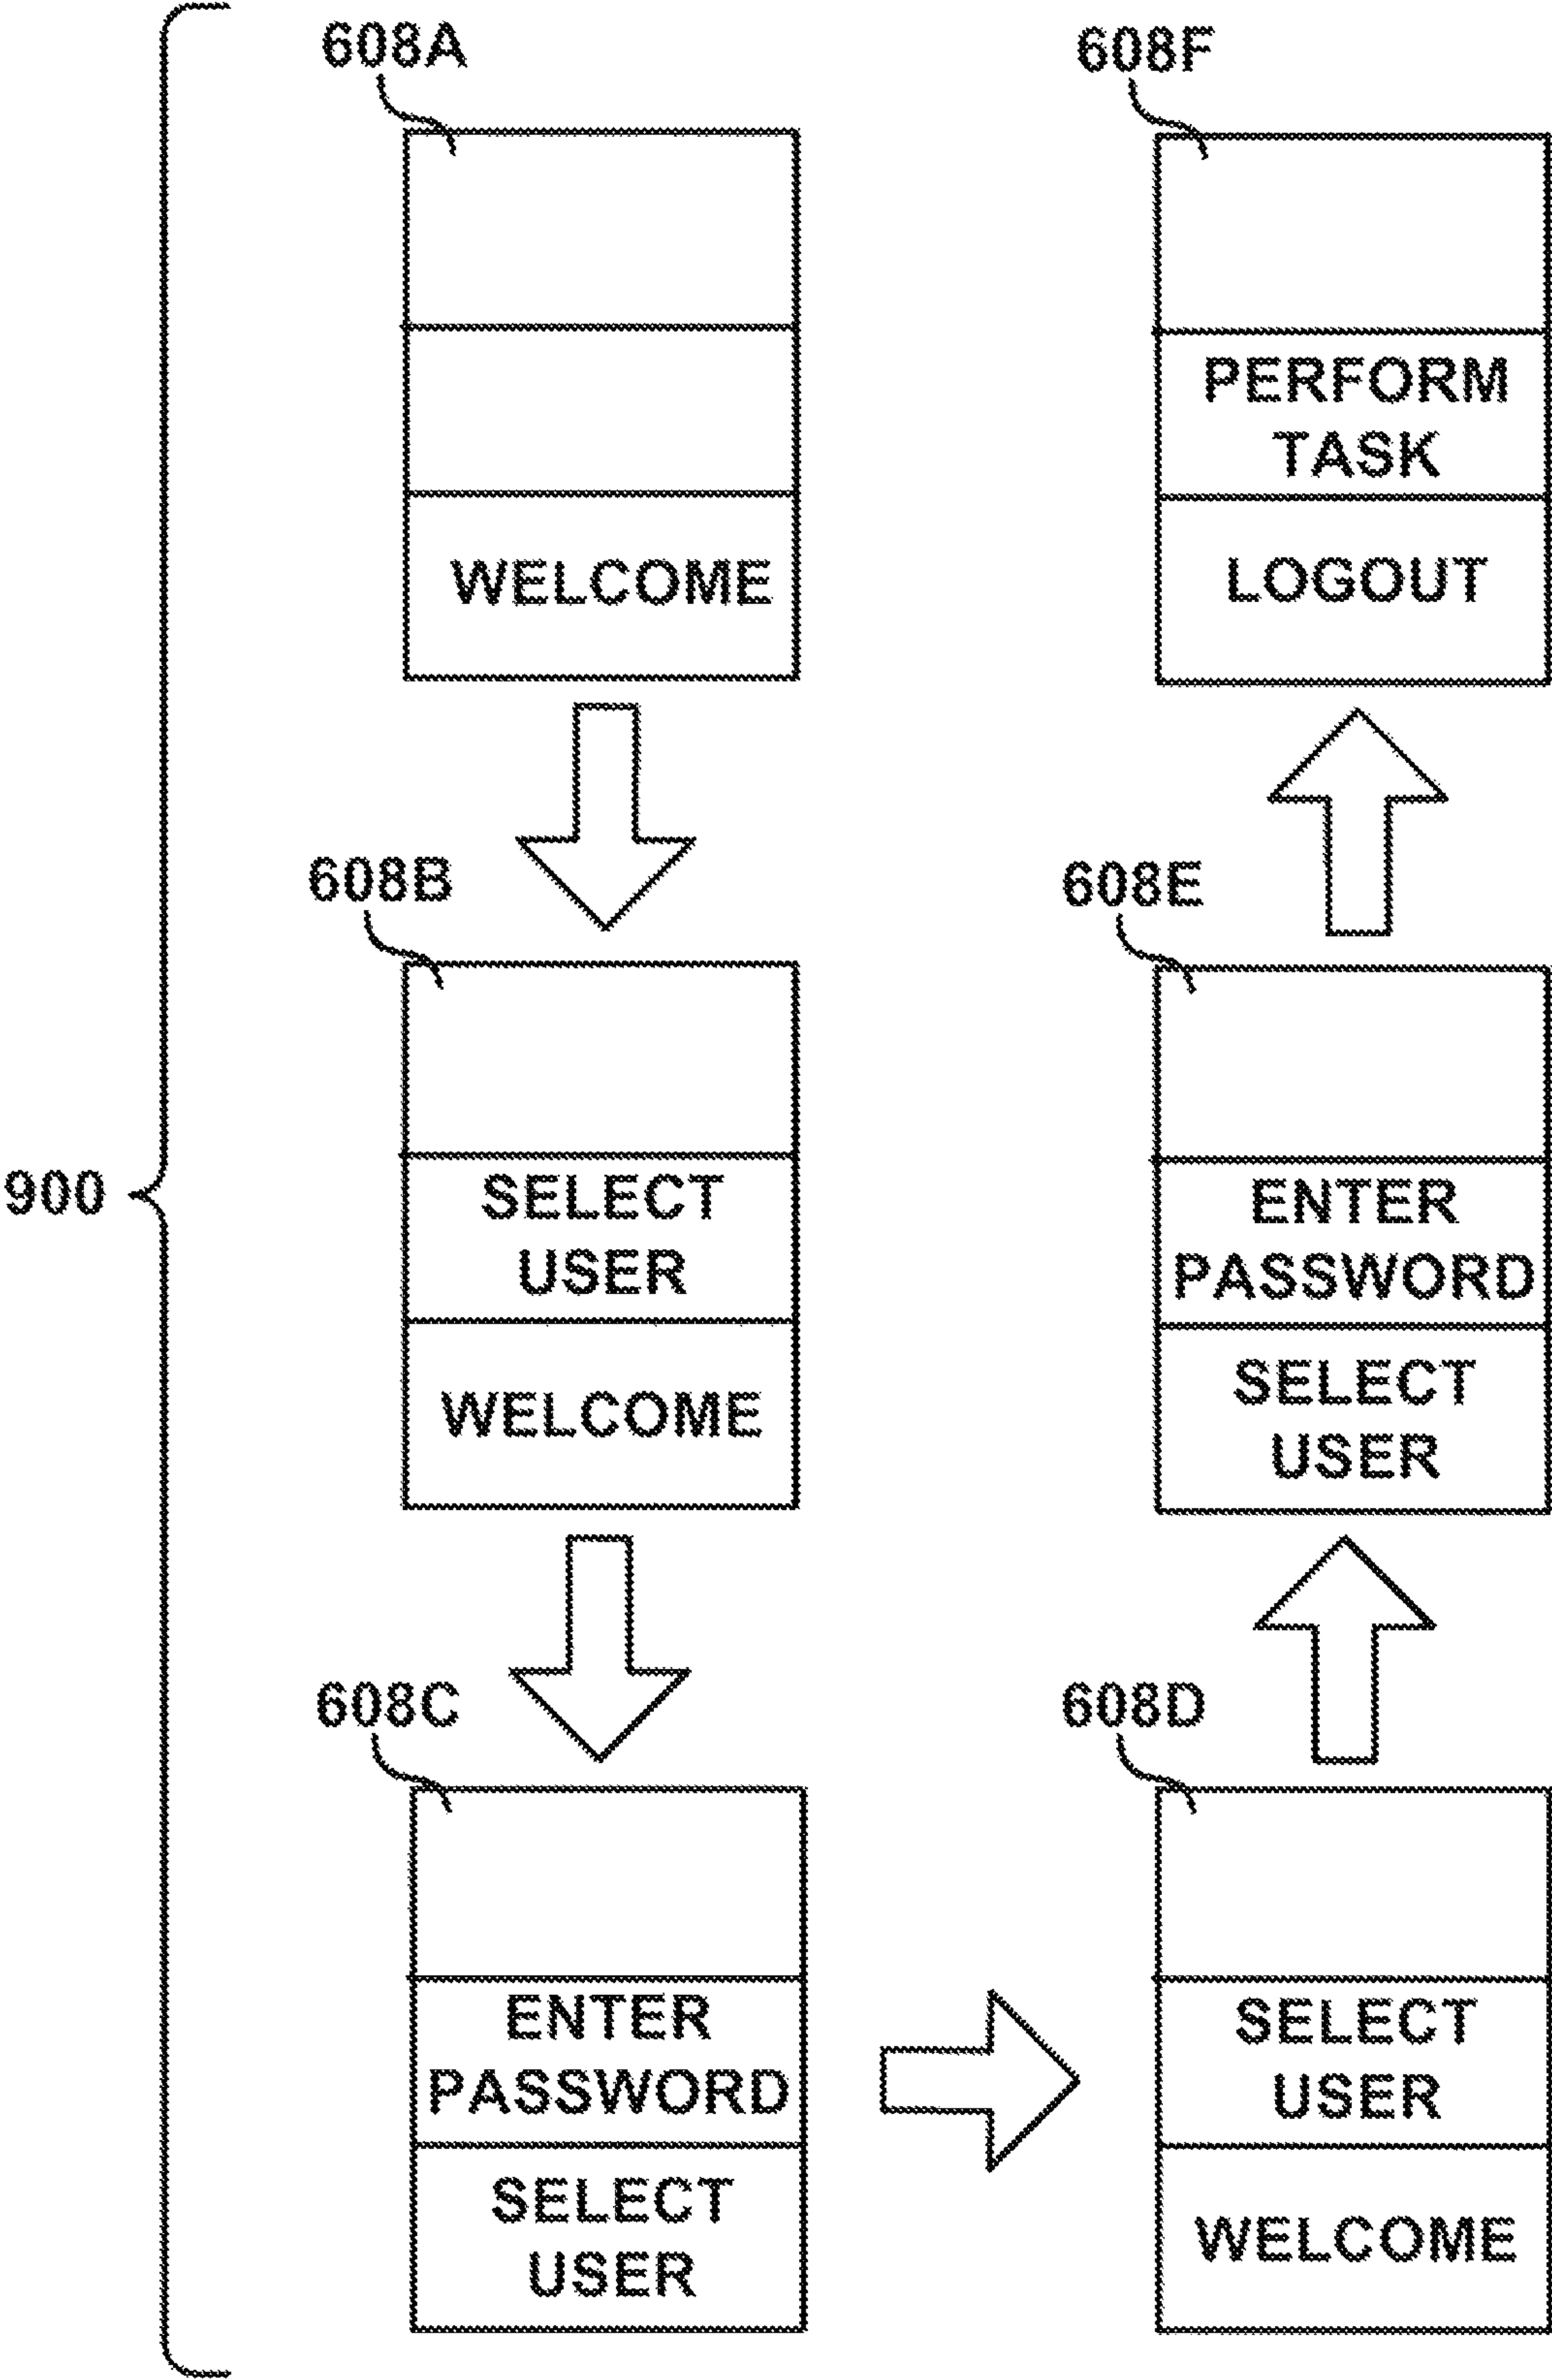 608A
WELCOME
608B
SELECT
USER
WELCOME
900
608C
ENTER
PASSWORD
SELECT
USER
608D
SELECT
USER
WELCOME
608E
ENTER
PASSWORD
SELECT
USER
608F
PERFORM
TASK
LOGOUT